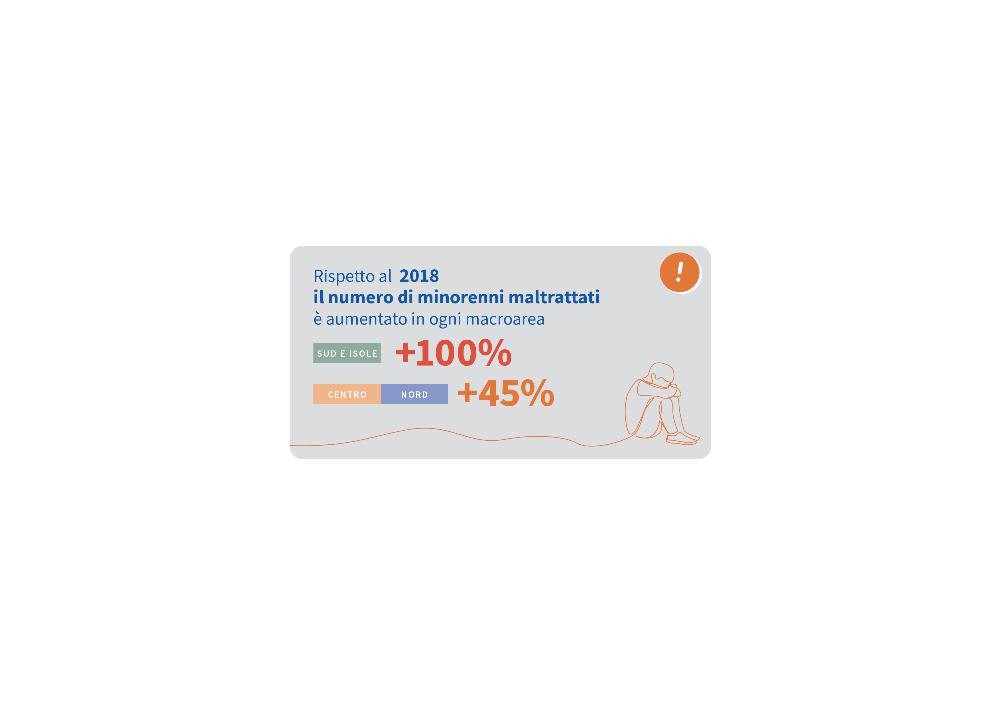 Rispetto al 2018
il numero di minorenni maltrattati
è aumentato in ogni macroarea
SUD E ISOLE +100%
CENTRO NORD +45%
!